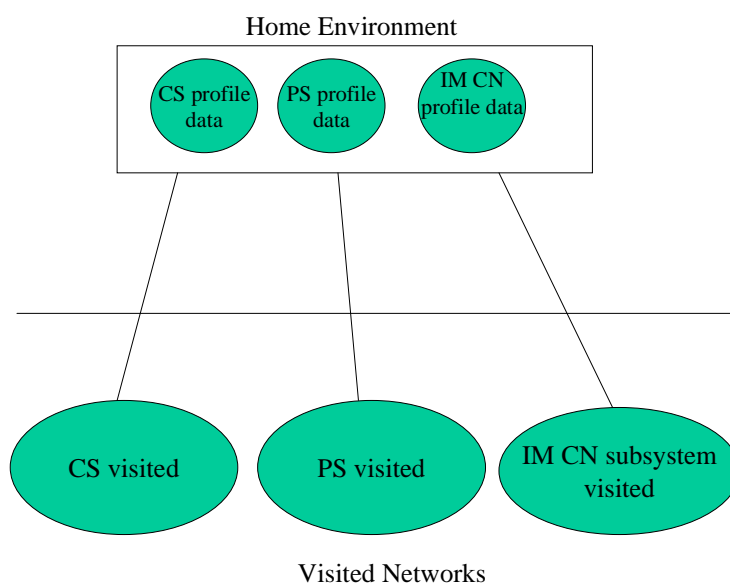 Home Environment
CS profile
data
PS profile
data
IM CN
profile data
CS visited
PS visited
IM CN subsystem
visited
Visited Networks